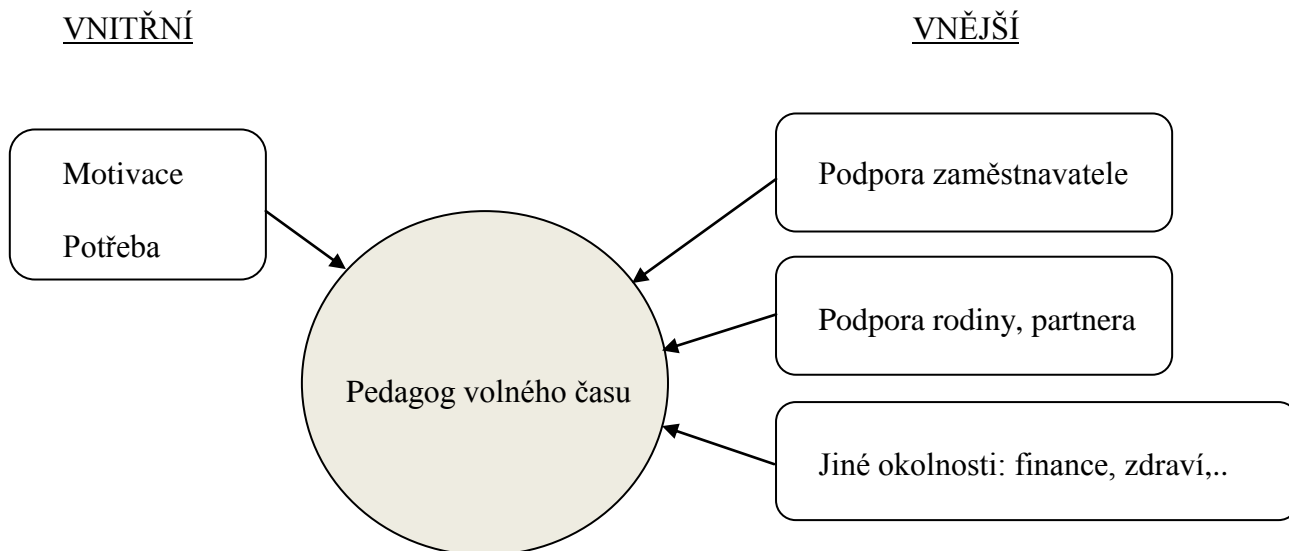 VNITŘNÍ
VNĚJŠÍ
Motivace
Potřeba
Podpora zaměstnavatele
Podpora rodiny, partnera
Pedagog volného času
Jiné okolnosti: finance, zdraví,..